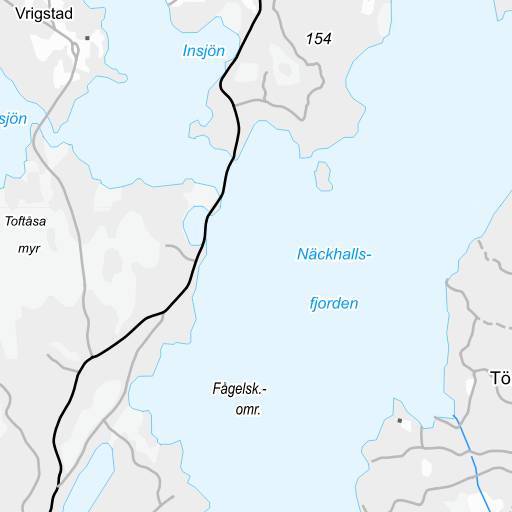 Vrigstad
Insjön
154
sjön
Toftåsa
myr
Näckhalls-
fjorden
Tö
Fågelsk.-
omr.